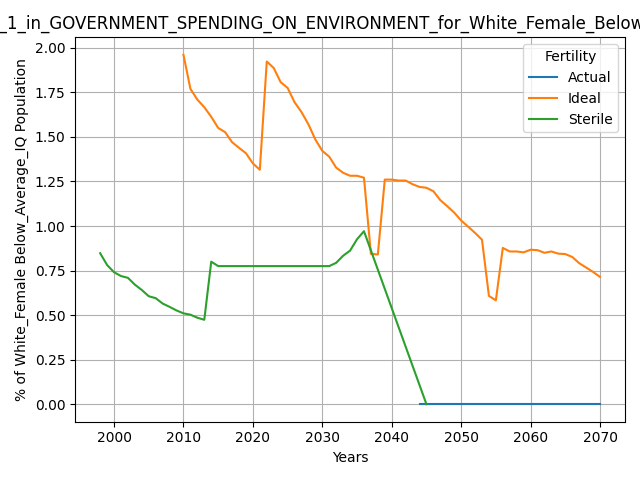 _1_in_GOVERNMENT_SPENDING_ON_ENVIRONMENT_for_White_Female_Below
% of White_Female Below_Average_IQ Population
2.00
1.75
1.50
1.25
1.00
0.75
0.50
0.25
0.00
Fertility
Actual
Ideal
Sterile
2000 2010 2020 2030 2040 2050 2060 2070
Years